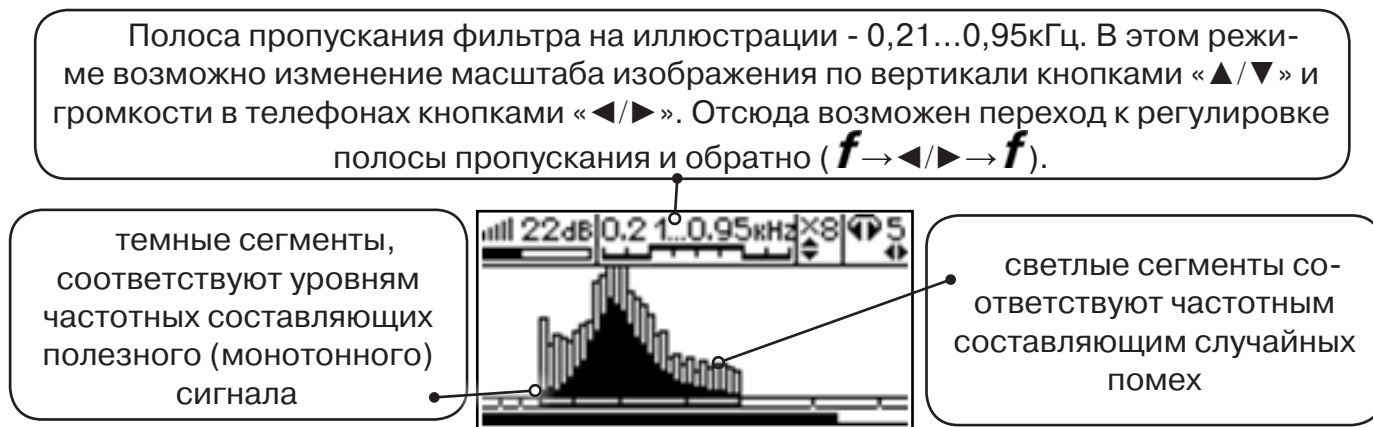 Полоса пропускания фильтра на иллюстрации - 0,21...0,95кГц. В этом режи-
ме возможно изменение масштаба изображения по вертикали кнопками «▲/▼» и
громкости в телефонах кнопками «◄/►». Отсюда возможен переход к регулировке
полосы пропускания и обратно ( f→◄/►→f ).
темные сегменты,
соответствуют уровням
частотных составляющих
полезного (монотонного)
сигнала
22dB 0.21...0.95кHz ×8 5
светлые сегменты со-
ответствуют частотным
составляющим случайных
помех